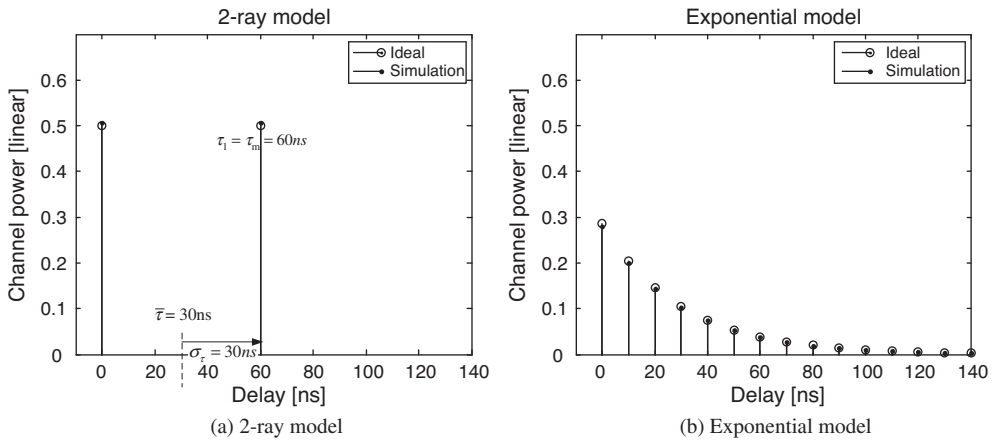 2-ray model
Ideal
Simulation
0.6
0.5
0.4
0.3
0.2
0.1
0
Channel power [linear]
τ₁ = τₘ = 60ns
τ̅ = 30ns
σ_τ = 30ns
0 20 40 60 80 100 120 140
Delay [ns]
(a) 2-ray model
Exponential model
Ideal
Simulation
0.6
0.5
0.4
0.3
0.2
0.1
0
Channel power [linear]
0 20 40 60 80 100 120 140
Delay [ns]
(b) Exponential model